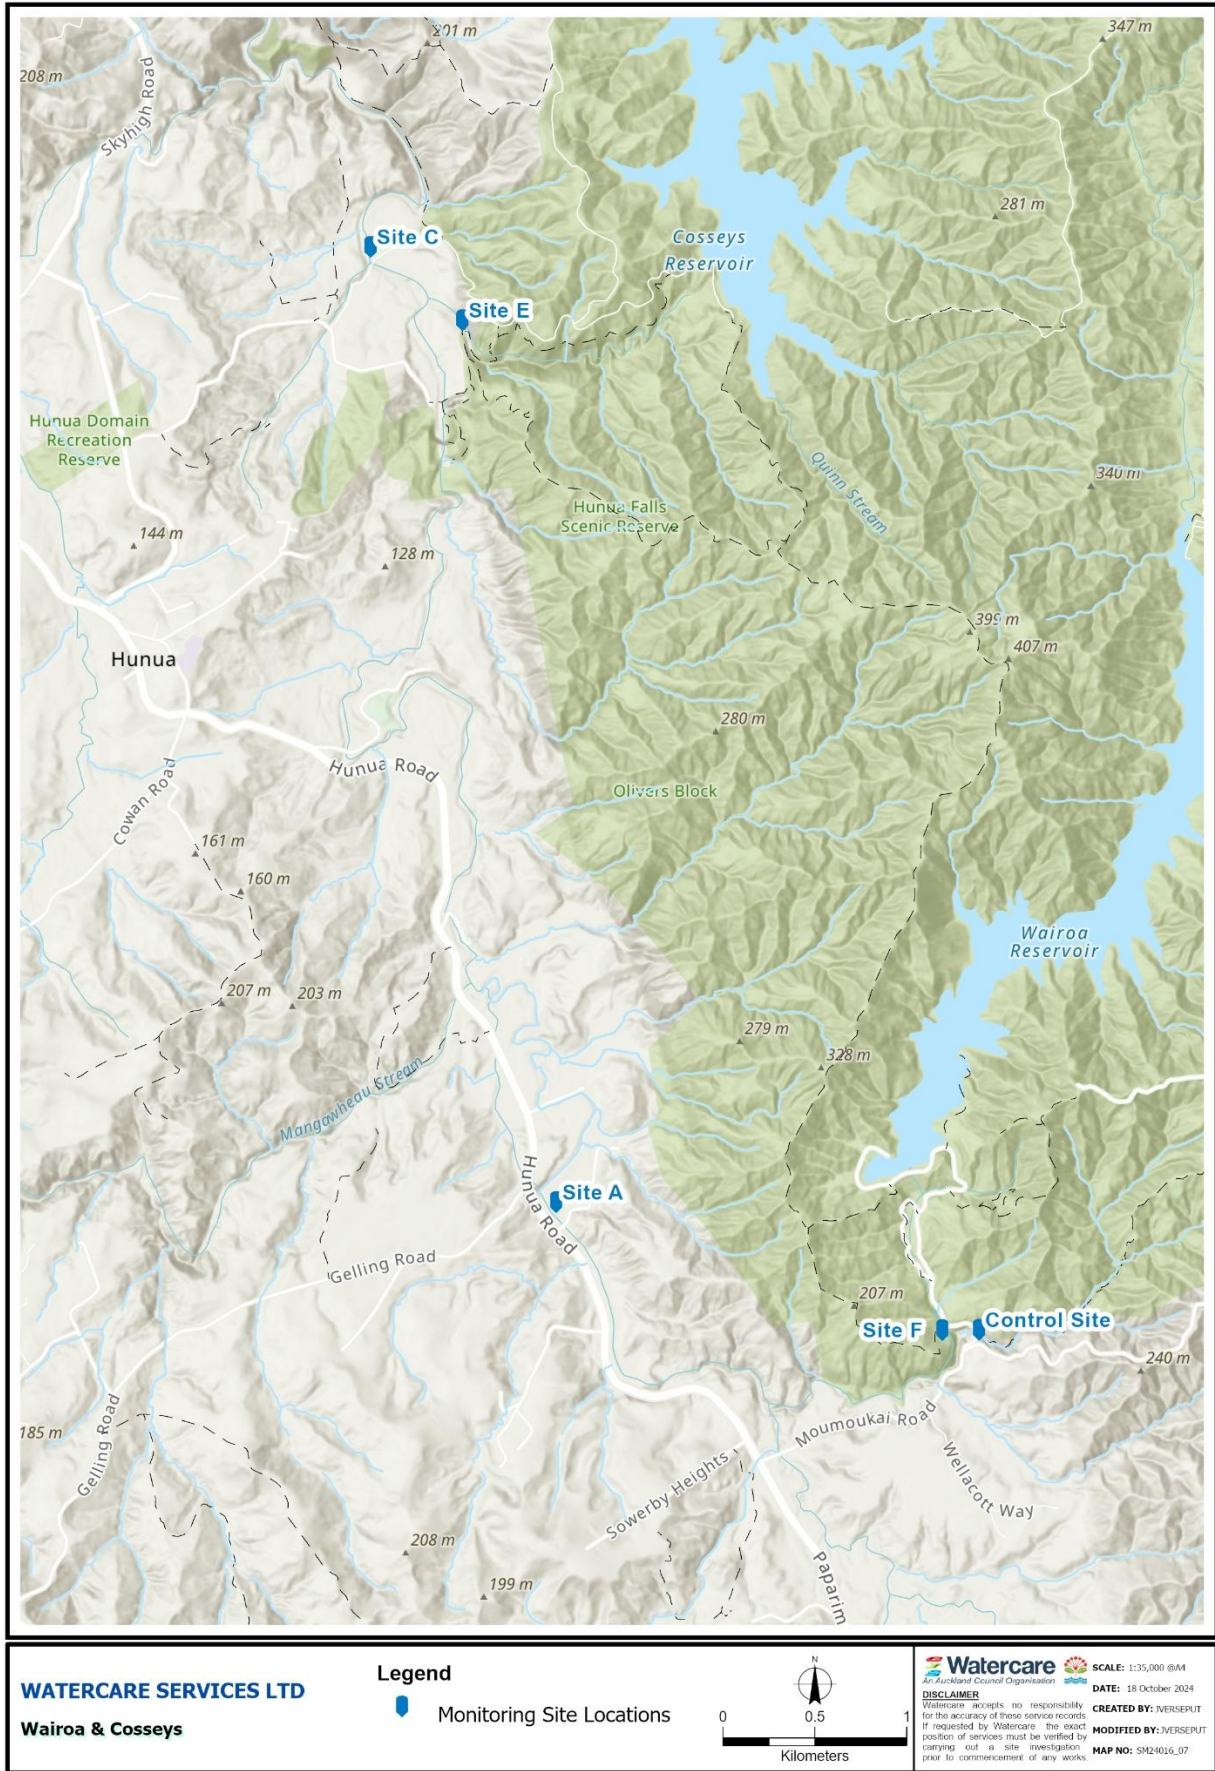 201 m
347 m
208 m
Skyhigh Road
281 m
Site C
Cosseys
Reservoir
Site E
Hunua Domain
Recreation
Reserve
Quinn Stream
340 m
Hunua Falls
Scenic Reserve
144 m
128 m
399 m
407 m
Hunua
280 m
Hunua Road
Olivers Block
Cowan Road
161 m
160 m
Wairoa
Reservoir
207 m
203 m
279 m
328 m
Mangawheau Stream
Site A
Hunua Road
Gelling Road
207 m
Site F
Control Site
240 m
Gelling Road
185 m
Moumoukai Road
Wellacott Way
Sowerby Heights
208 m
199 m
Paparim
WATERCARE SERVICES LTD
Wairoa & Cosseys
Legend
Monitoring Site Locations
N
0 0.5 1
Kilometers
Watercare
An Auckland Council Organisation
DISCLAIMER
Watercare accepts no responsibility
for the accuracy of these service records.
If requested by Watercare the exact
position of services must be verified by
carrying out a site investigation
prior to commencement of any works.
SCALE: 1:35,000 @A4
DATE: 18 October 2024
CREATED BY: JVERSEPUT
MODIFIED BY: JVERSEPUT
MAP NO: SM24016_07